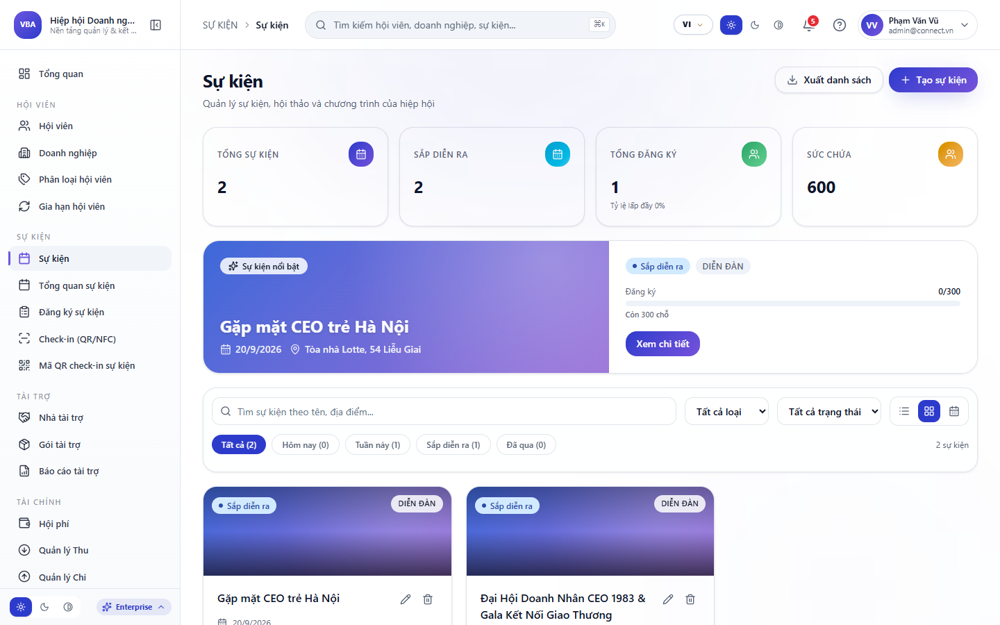 VBA
Hiệp hội Doanh ng...
Nền tảng quản lý & kết ...
SỰ KIỆN
Sự kiện
Tìm kiếm hội viên, doanh nghiệp, sự kiện...
⌘K
VI
5
VV
Phạm Văn Vũ
admin@connect.vn
Tổng quan
HỘI VIÊN
Hội viên
Doanh nghiệp
Phân loại hội viên
Gia hạn hội viên
SỰ KIỆN
Sự kiện
Tổng quan sự kiện
Đăng ký sự kiện
Check-in (QR/NFC)
Mã QR check-in sự kiện
TÀI TRỢ
Nhà tài trợ
Gói tài trợ
Báo cáo tài trợ
TÀI CHÍNH
Hội phí
Quản lý Thu
Quản lý Chi
Enterprise
Sự kiện
Quản lý sự kiện, hội thảo và chương trình của hiệp hội
Xuất danh sách
Tạo sự kiện
TỔNG SỰ KIỆN
2
SẮP DIỄN RA
2
TỔNG ĐĂNG KÝ
1
Tỷ lệ lấp đầy 0%
SỨC CHỨA
600
Sự kiện nổi bật
Gặp mặt CEO trẻ Hà Nội
20/9/2026 Tòa nhà Lotte, 54 Liễu Giai
Sắp diễn ra DIỄN ĐÀN
Đăng ký 0/300
Còn 300 chỗ
Xem chi tiết
Tìm sự kiện theo tên, địa điểm...
Tất cả loại
Tất cả trạng thái
Tất cả (2) Hôm nay (0) Tuần này (1) Sắp diễn ra (1) Đã qua (0)
2 sự kiện
Sắp diễn ra DIỄN ĐÀN
Gặp mặt CEO trẻ Hà Nội
20/9/2026
Sắp diễn ra DIỄN ĐÀN
Đại Hội Doanh Nhân CEO 1983 &
Gala Kết Nối Giao Thương